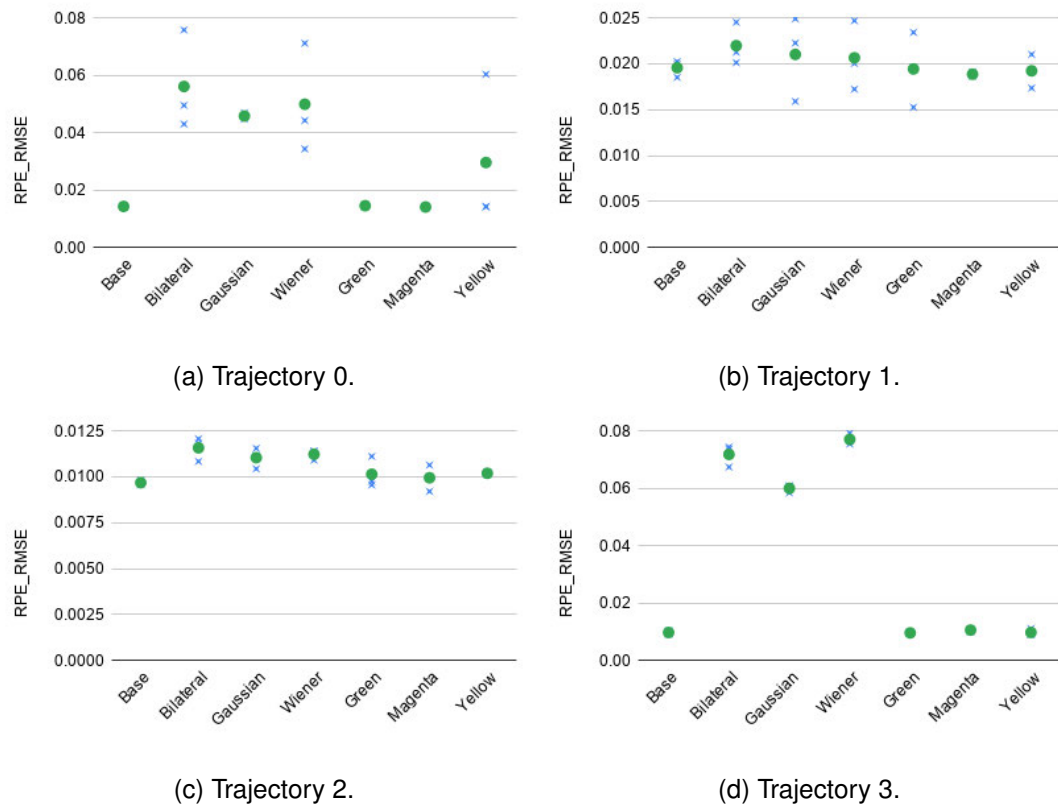 0.08
0.06
0.04
0.02
0.00
RPE_RMSE
Base
Bilateral
Gaussian
Wiener
Green
Magenta
Yellow
(a) Trajectory 0.
0.025
0.020
0.015
0.010
0.005
0.000
RPE_RMSE
Base
Bilateral
Gaussian
Wiener
Green
Magenta
Yellow
(b) Trajectory 1.
0.0125
0.0100
0.0075
0.0050
0.0025
0.0000
RPE_RMSE
Base
Bilateral
Gaussian
Wiener
Green
Magenta
Yellow
(c) Trajectory 2.
0.08
0.06
0.04
0.02
0.00
RPE_RMSE
Base
Bilateral
Gaussian
Wiener
Green
Magenta
Yellow
(d) Trajectory 3.